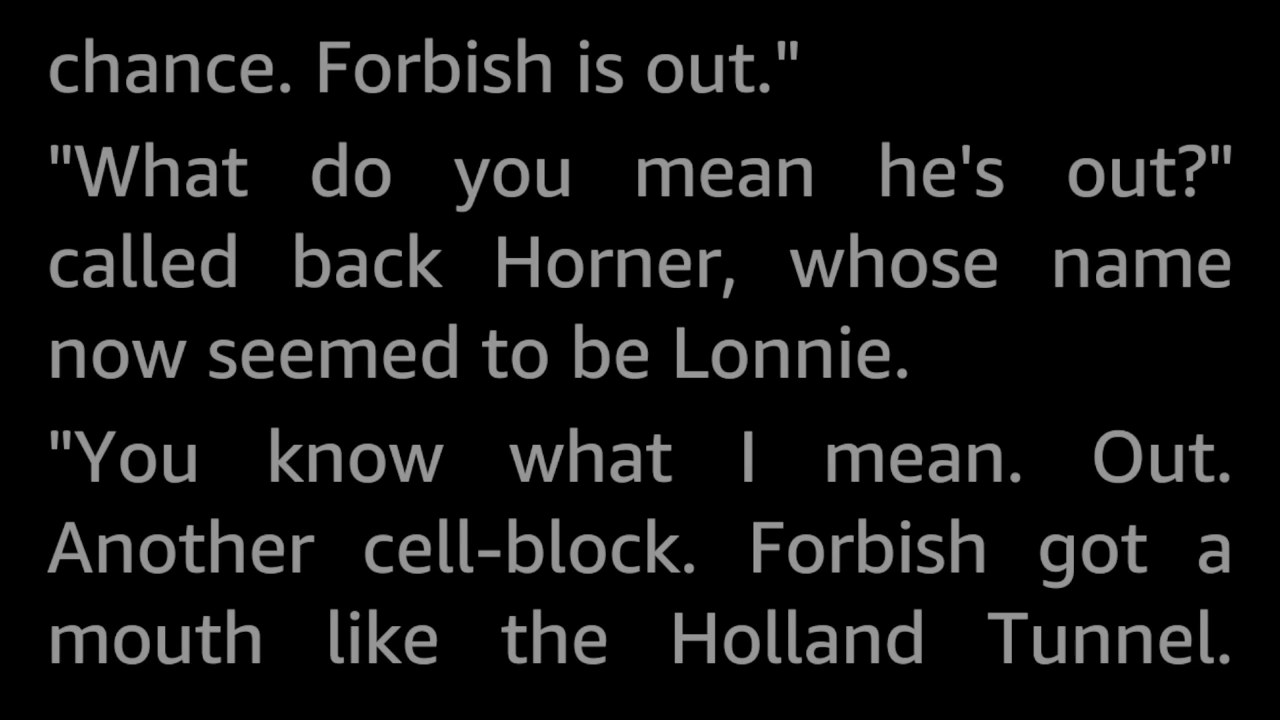 chance. Forbish is out."
"What do you mean he's out?"
called back Horner, whose name
now seemed to be Lonnie.
"You know what I mean. Out.
Another cell-block. Forbish got a
mouth like the Holland Tunnel.